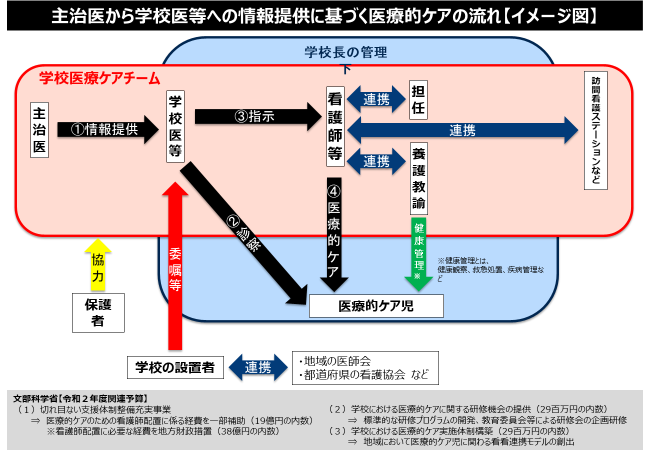 主治医から学校医等への情報提供に基づく医療的ケアの流れ【イメージ図】
学校長の管理
下
学校医療ケアチーム
主治医
①情報提供
学校医等
③指示
看護師等
連携
担任
連携
訪問看護ステーションなど
連携
養護教諭
②診察
④医療的ケア
健康管理※
※健康管理とは、
健康観察、救急処置、疾病管理な
ど
協力
保護
者
委嘱等
医療的ケア児
学校の設置者
連携
・地域の医師会
・都道府県の看護協会 など
文部科学省【令和２年度関連予算】
（１）切れ目ない支援体制整備充実事業
⇒ 医療的ケアのための看護師配置に係る経費を一部補助（19億円の内数）
※看護師配置に必要な経費を地方財政措置（38億円の内数）
（２）学校における医療的ケアに関する研修機会の提供（29百万円の内数）
⇒ 標準的な研修プログラムの開発、教育委員会等による研修会の企画研修
（３）学校における医療的ケア実施体制構築（29百万円の内数）
⇒ 地域において医療的ケア児に関わる看看連携モデルの創出